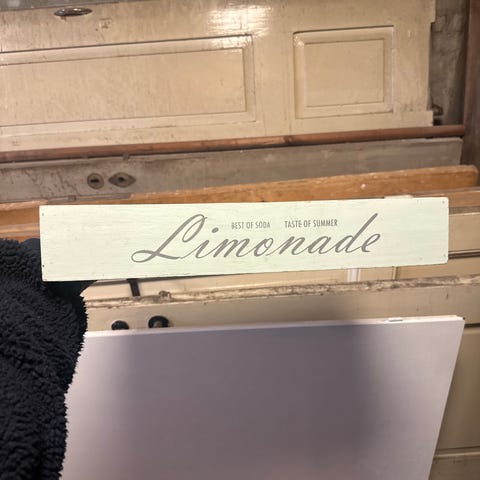 BEST OF SODA TASTE OF SUMMER
Limonade